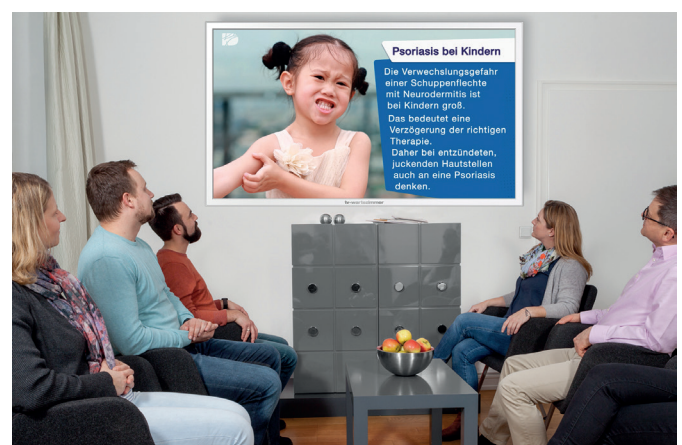 Psoriasis bei Kindern
Die Verwechslungsgefahr
einer Schuppenflechte
mit Neurodermitis ist
bei Kindern groß.
Das bedeutet eine
Verzögerung der richtigen
Therapie.
Daher bei entzündeten,
juckenden Hautstellen
auch an eine Psoriasis
denken.